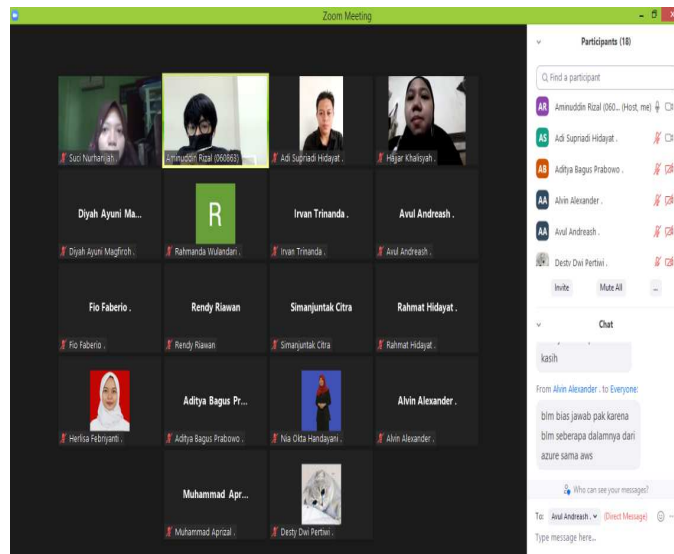 Zoom Meeting
Suci Nurhanijah .
Aminuddin Rizal (060863)
Adi Supriadi Hidayat .
Hajar Khalisyah .
Diyah Ayuni Ma...
R
Irvan Trinanda .
Avul Andreash .
Diyah Ayuni Magfiroh .
Rahmanda Wulandari .
Irvan Trinanda .
Avul Andreash .
Fio Faberio .
Rendy Riawan
Simanjuntak Citra
Rahmat Hidayat .
Fio Faberio .
Rendy Riawan
Simanjuntak Citra
Rahmat Hidayat .
Aditya Bagus Pr...
Alvin Alexander .
Herlisa Febriyanti .
Aditya Bagus Prabowo .
Nia Okta Handayani .
Alvin Alexander .
Muhammad Apr...
Muhammad Aprizal .
Desty Dwi Pertiwi .
Participants (18)
Find a participant
AR Aminuddin Rizal (060... (Host, me)
AS Adi Supriadi Hidayat .
AB Aditya Bagus Prabowo .
AA Alvin Alexander .
AA Avul Andreash .
Desty Dwi Pertiwi .
Invite Mute All ...
Chat
kasih
From Alvin Alexander . to Everyone:
blm bias jawab pak karena
blm seberapa dalamnya dari
azure sama aws
Who can see your messages?
To: Avul Andreash . (Direct Message)
Type message here...